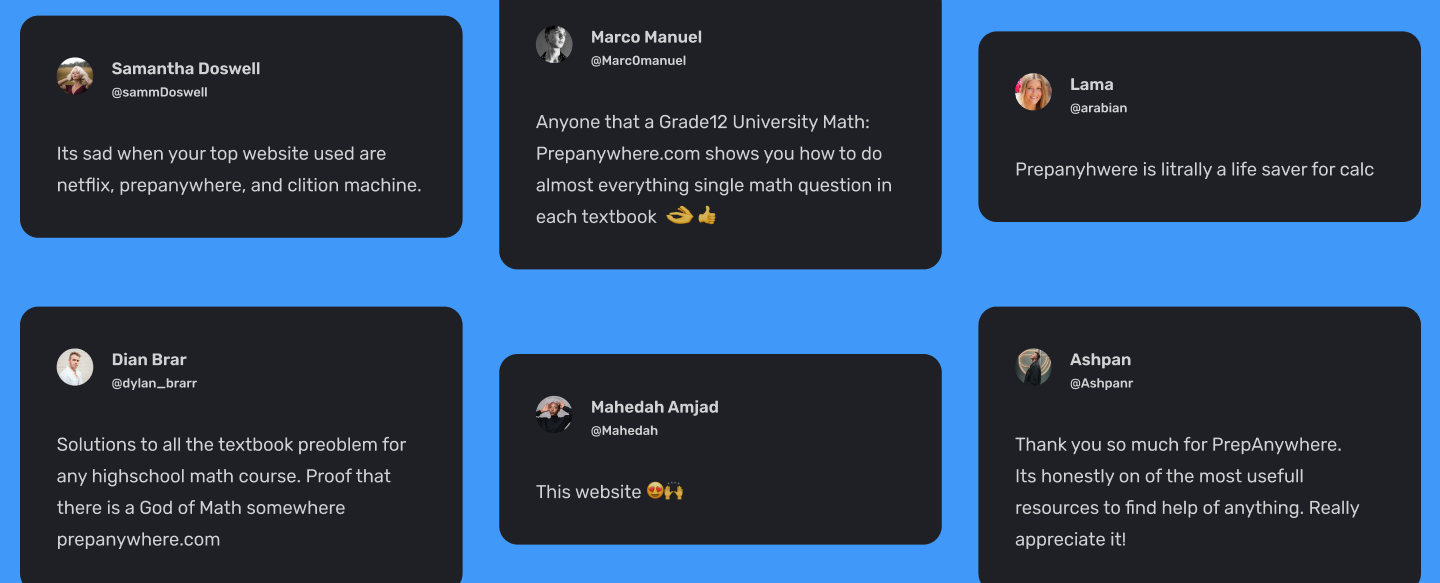 Samantha Doswell
@sammDoswell
Its sad when your top website used are
netflix, prepanywhere, and clition machine.
Marco Manuel
@Marc0manuel
Anyone that a Grade12 University Math:
Prepanywhere.com shows you how to do
almost everything single math question in
each textbook 👌👍
Lama
@arabian
Prepanyhwere is litrally a life saver for calc
Dian Brar
@dylan_brarr
Solutions to all the textbook preoblem for
any highschool math course. Proof that
there is a God of Math somewhere
prepanywhere.com
Mahedah Amjad
@Mahedah
This website 😍🙌
Ashpan
@Ashpanr
Thank you so much for PrepAnywhere.
Its honestly on of the most usefull
resources to find help of anything. Really
appreciate it!